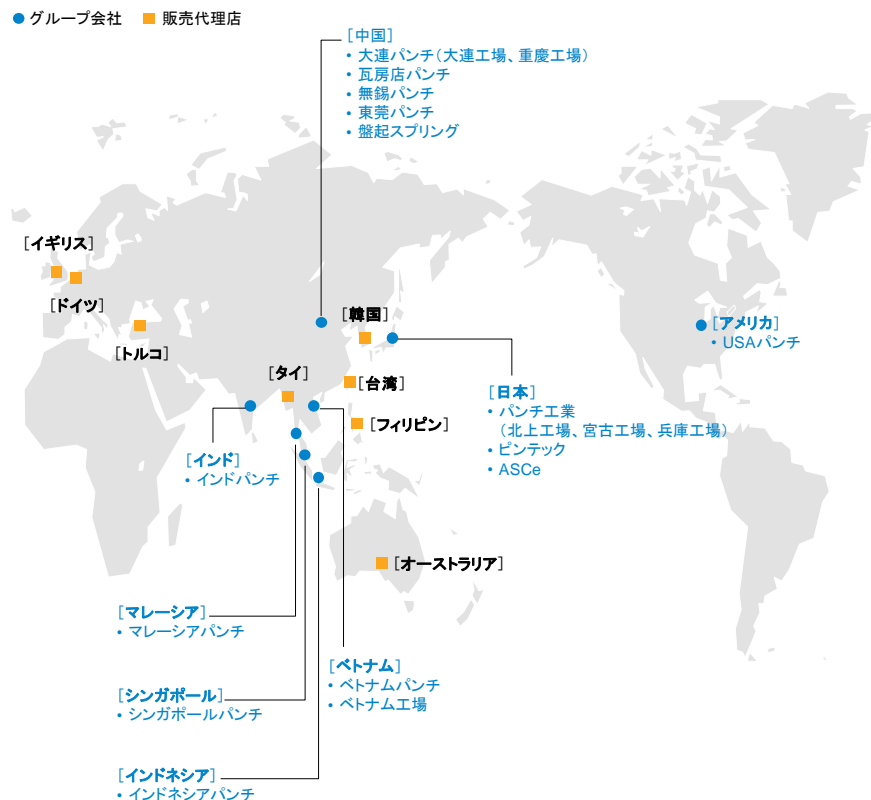 グループ会社 販売代理店
[中国]
・大連パンチ(大連工場、重慶工場)
・瓦房店パンチ
・無錫パンチ
・東莞パンチ
・盤起スプリング
[イギリス]
[ドイツ]
[トルコ]
[韓国]
[アメリカ]
・USAパンチ
[タイ]
[台湾]
[フィリピン]
[日本]
・パンチ工業
(北上工場、宮古工場、兵庫工場)
・ピンテック
・ASCe
[インド]
・インドパンチ
[オーストラリア]
[マレーシア]
・マレーシアパンチ
[ベトナム]
・ベトナムパンチ
・ベトナム工場
[シンガポール]
・シンガポールパンチ
[インドネシア]
・インドネシアパンチ